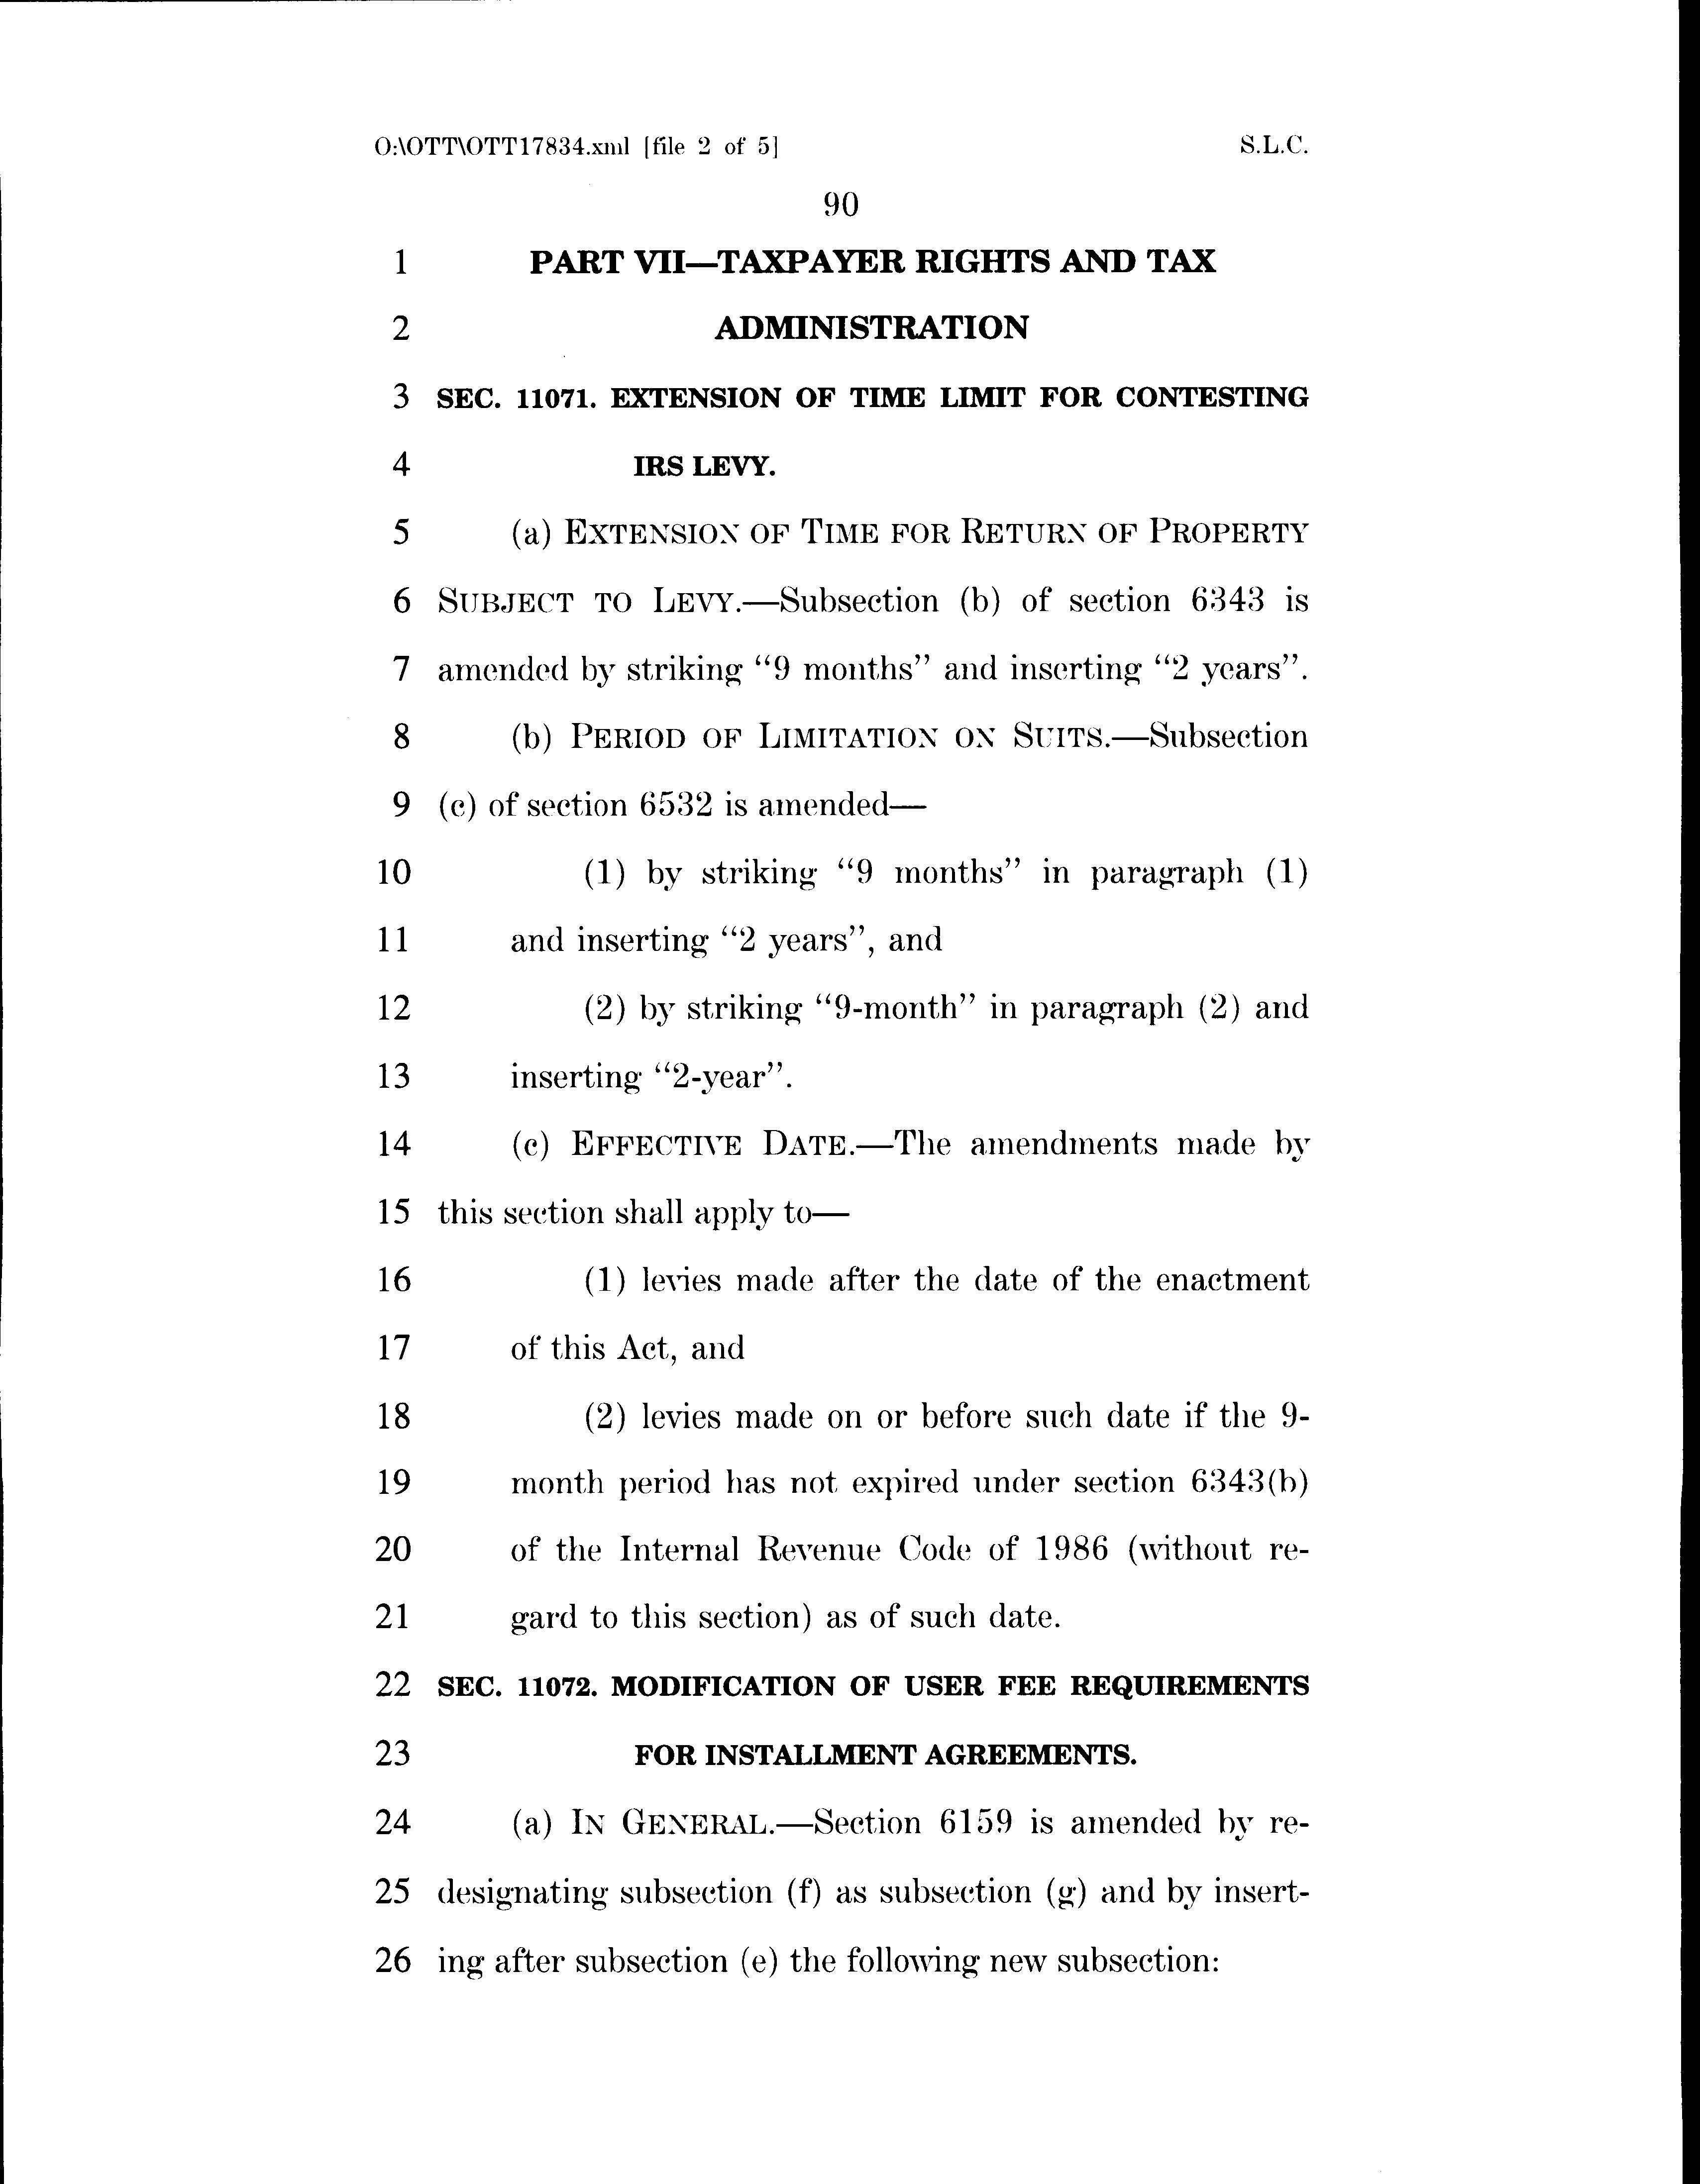 O:\OTT\OTT17834.xml [file 2 of 5] S.L.C.
90
1 PART VII—TAXPAYER RIGHTS AND TAX
2 ADMINISTRATION
3 SEC. 11071. EXTENSION OF TIME LIMIT FOR CONTESTING
4 IRS LEVY.
5 (a) EXTENSION OF TIME FOR RETURN OF PROPERTY
6 SUBJECT TO LEVY.—Subsection (b) of section 6343 is
7 amended by striking “9 months” and inserting “2 years”.
8 (b) PERIOD OF LIMITATION ON SUITS.—Subsection
9 (c) of section 6532 is amended—
10 (1) by striking “9 months” in paragraph (1)
11 and inserting “2 years”, and
12 (2) by striking “9-month” in paragraph (2) and
13 inserting “2-year”.
14 (c) EFFECTIVE DATE.—The amendments made by
15 this section shall apply to—
16 (1) levies made after the date of the enactment
17 of this Act, and
18 (2) levies made on or before such date if the 9-
19 month period has not expired under section 6343(b)
20 of the Internal Revenue Code of 1986 (without re-
21 gard to this section) as of such date.
22 SEC. 11072. MODIFICATION OF USER FEE REQUIREMENTS
23 FOR INSTALLMENT AGREEMENTS.
24 (a) IN GENERAL.—Section 6159 is amended by re-
25 designating subsection (f) as subsection (g) and by insert-
26 ing after subsection (e) the following new subsection: